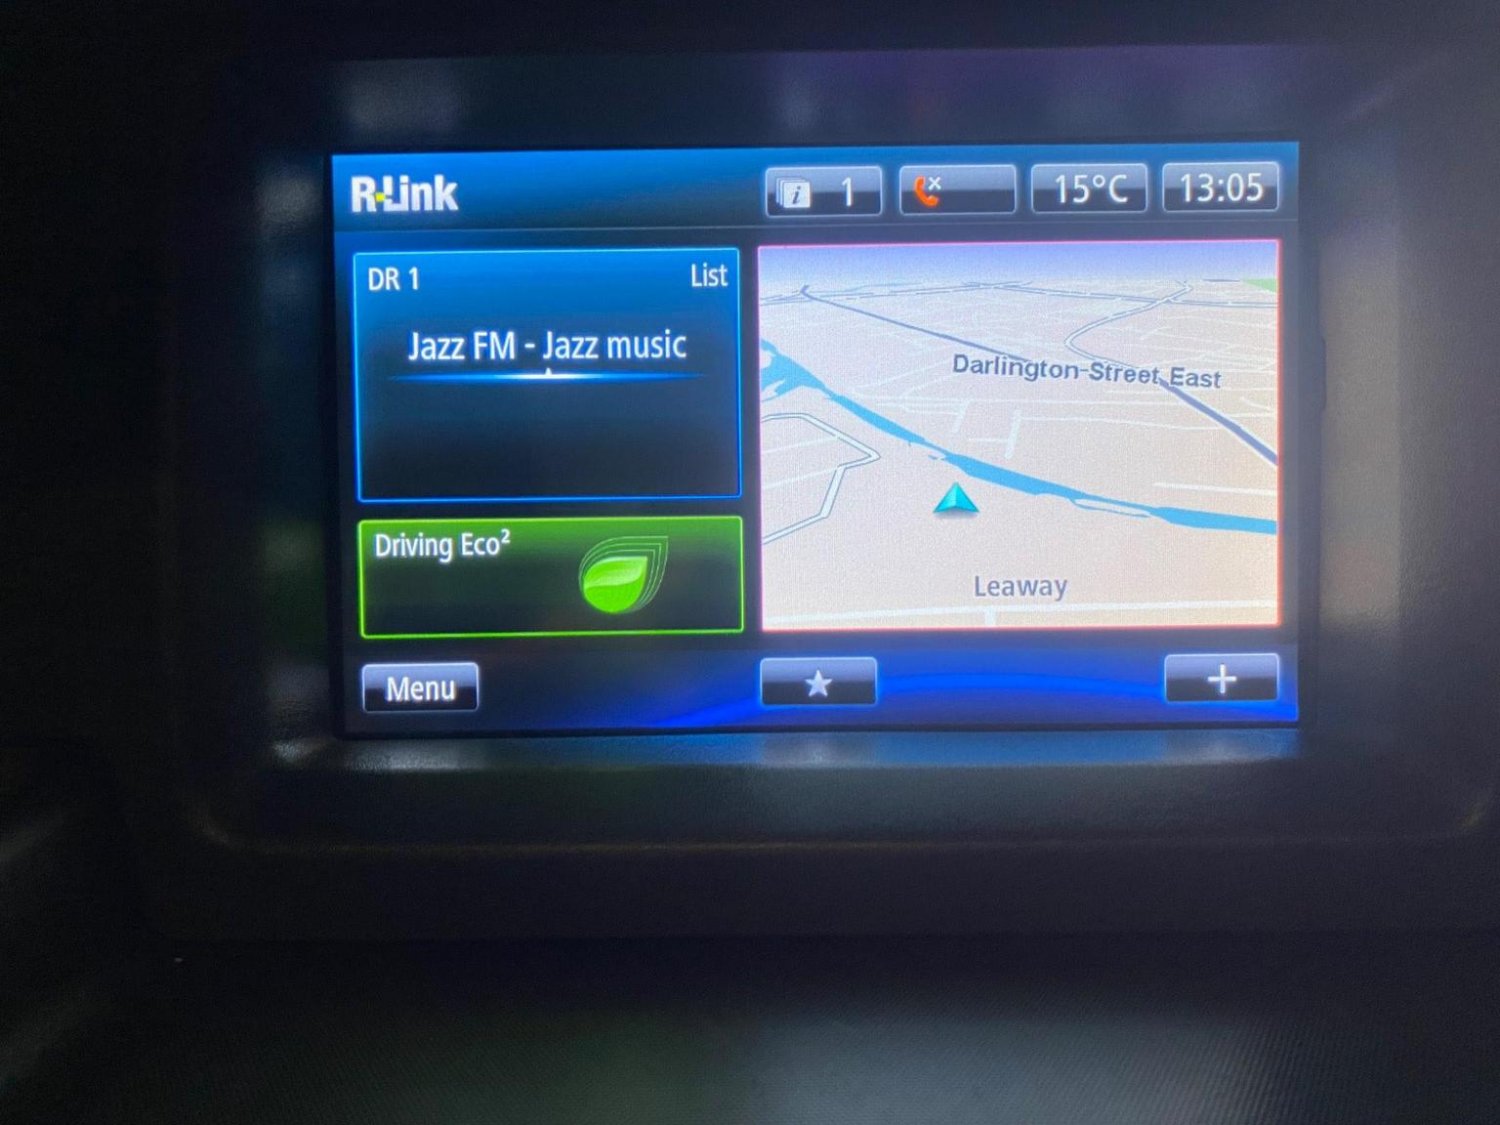 R-Link
i 1
15°C
13:05
DR 1
List
Jazz FM - Jazz music
Darlington Street East
Driving Eco²
Leaway
Menu